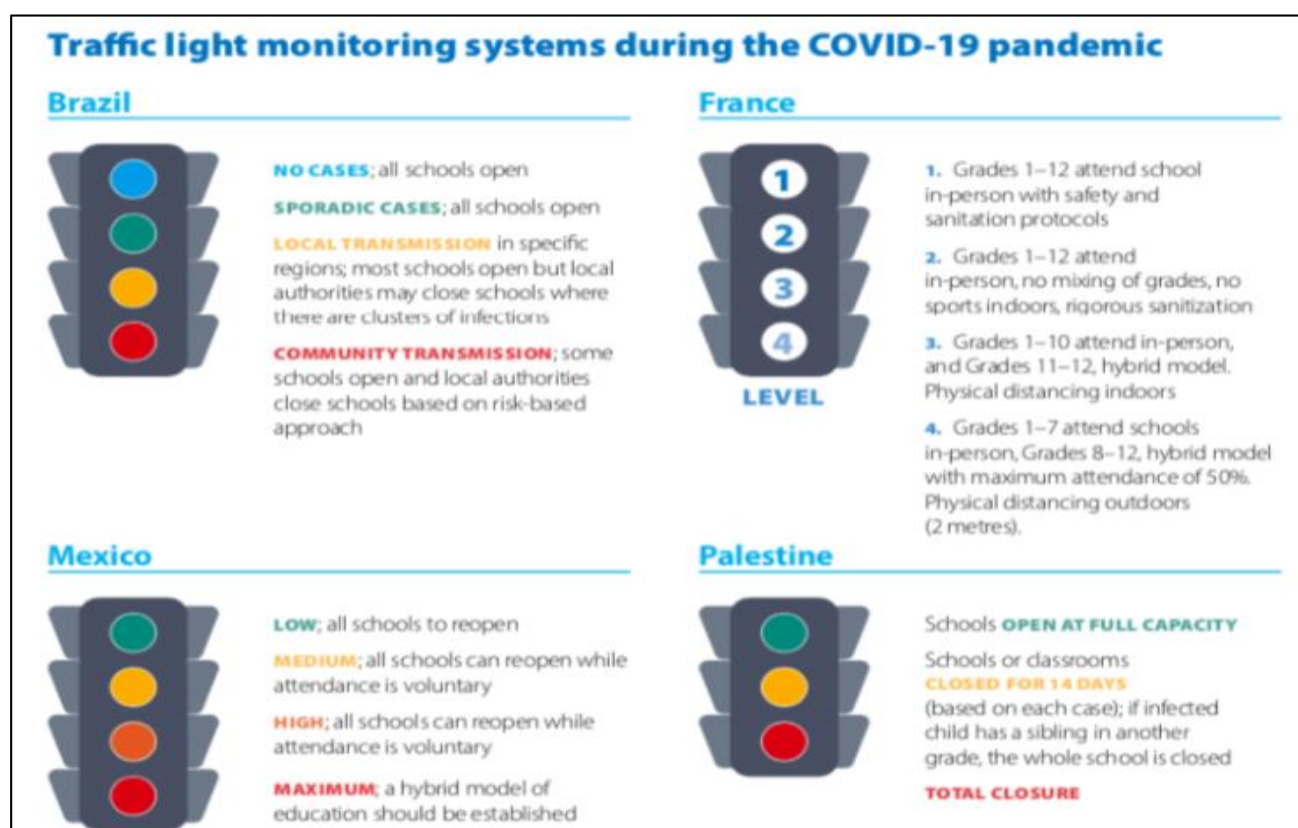 Traffic light monitoring systems during the COVID-19 pandemic
Brazil
NO CASES; all schools open
SPORADIC CASES; all schools open
LOCAL TRANSMISSION in specific
regions; most schools open but local
authorities may close schools where
there are clusters of infections
COMMUNITY TRANSMISSION; some
schools open and local authorities
close schools based on risk-based
approach
France
1
2
3
4
LEVEL
1. Grades 1–12 attend school
in-person with safety and
sanitation protocols
2. Grades 1–12 attend
in-person, no mixing of grades, no
sports indoors, rigorous sanitization
3. Grades 1–10 attend in-person,
and Grades 11–12, hybrid model.
Physical distancing indoors
4. Grades 1–7 attend schools
in-person, Grades 8–12, hybrid model
with maximum attendance of 50%.
Physical distancing outdoors
(2 metres).
Mexico
LOW; all schools to reopen
MEDIUM; all schools can reopen while
attendance is voluntary
HIGH; all schools can reopen while
attendance is voluntary
MAXIMUM; a hybrid model of
education should be established
Palestine
Schools OPEN AT FULL CAPACITY
Schools or classrooms
CLOSED FOR 14 DAYS
(based on each case); if infected
child has a sibling in another
grade, the whole school is closed
TOTAL CLOSURE